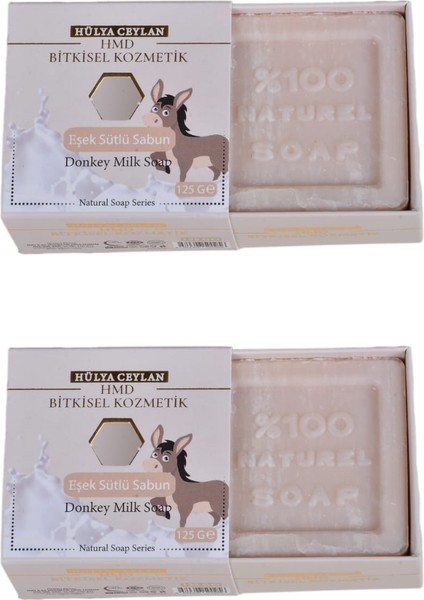 HÜLYA CEYLAN
HMD
BİTKİSEL KOZMETİK
Eşek Sütlü Sabun
Donkey Milk Soap
125 G℮
Natural Soap Series
%100
NATUREL
SOAP
HÜLYA CEYLAN
HMD
BİTKİSEL KOZMETİK
Eşek Sütlü Sabun
Donkey Milk Soap
125 G℮
Natural Soap Series
%100
NATUREL
SOAP